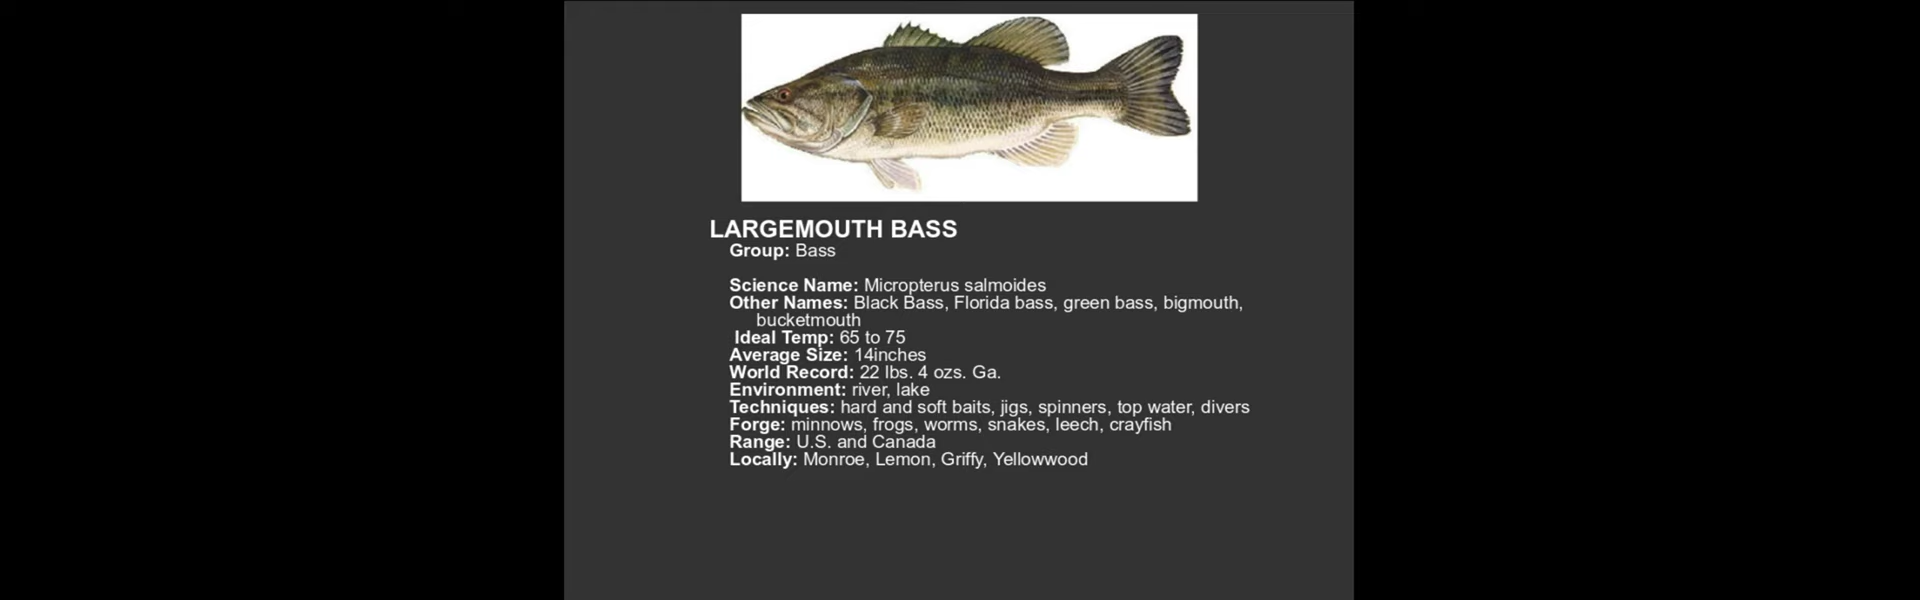 LARGEMOUTH BASS
Group: Bass
Science Name: Micropterus salmoides
Other Names: Black Bass, Florida bass, green bass, bigmouth,
bucketmouth
Ideal Temp: 65 to 75
Average Size: 14inches
World Record: 22 lbs. 4 ozs. Ga.
Environment: river, lake
Techniques: hard and soft baits, jigs, spinners, top water, divers
Forge: minnows, frogs, worms, snakes, leech, crayfish
Range: U.S. and Canada
Locally: Monroe, Lemon, Griffy, Yellowwood